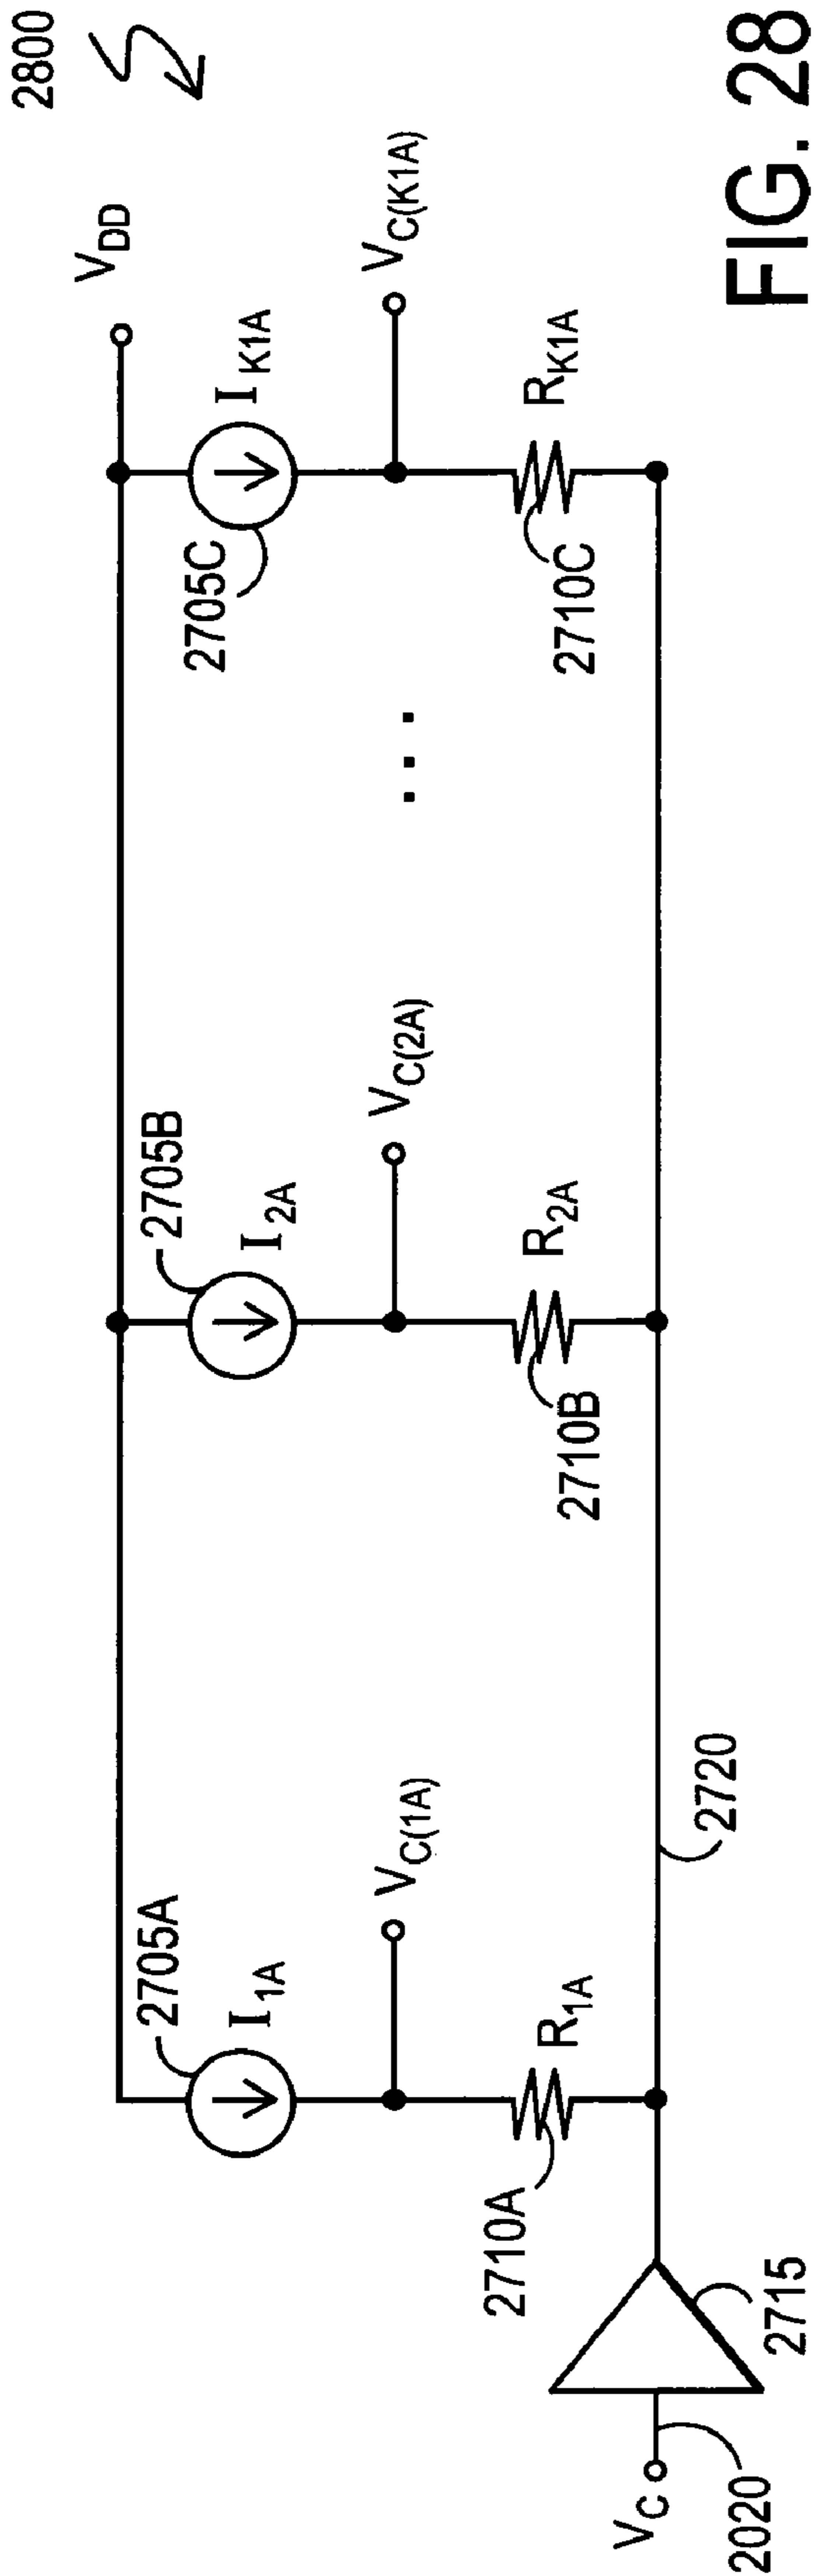 2800
V_DD
2705A
I_1A
2705B
I_2A
2705C
I_K1A
V_C(1A)
V_C(2A)
. . .
V_C(K1A)
2710A
R_1A
2710B
R_2A
2710C
R_K1A
V_C
2020
2715
2720
FIG. 28